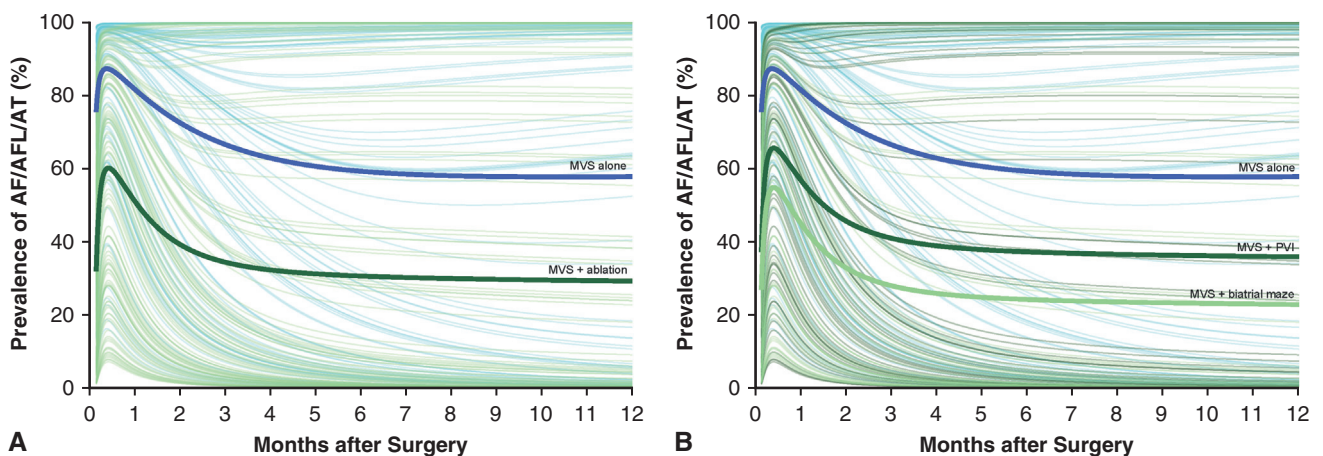 Prevalence of AF/AFL/AT (%)
100
80
60
40
20
0
MVS alone
MVS + ablation
0 1 2 3 4 5 6 7 8 9 10 11 12
Months after Surgery
A
Prevalence of AF/AFL/AT (%)
100
80
60
40
20
0
MVS alone
MVS + PVI
MVS + biatrial maze
0 1 2 3 4 5 6 7 8 9 10 11 12
Months after Surgery
B